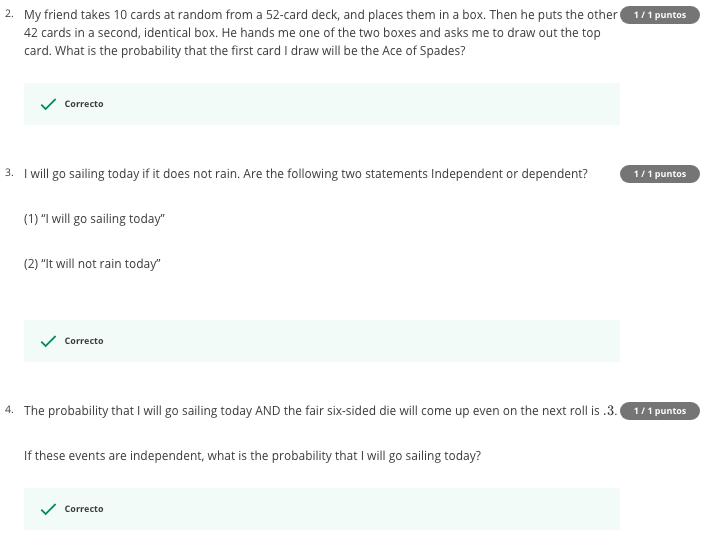 2. My friend takes 10 cards at random from a 52-card deck, and places them in a box. Then he puts the other 1 / 1 puntos
42 cards in a second, identical box. He hands me one of the two boxes and asks me to draw out the top
card. What is the probability that the first card I draw will be the Ace of Spades?
Correcto
3. I will go sailing today if it does not rain. Are the following two statements Independent or dependent? 1 / 1 puntos
(1) “I will go sailing today”
(2) “It will not rain today”
Correcto
4. The probability that I will go sailing today AND the fair six-sided die will come up even on the next roll is .3. 1 / 1 puntos
If these events are independent, what is the probability that I will go sailing today?
Correcto